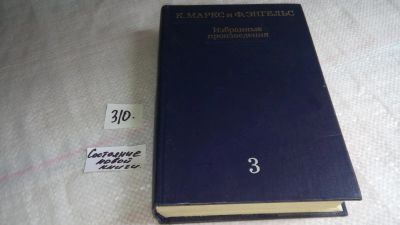 К. МАРКС и Ф. ЭНГЕЛЬС
Избранные
произведения
3
310.
Состояние
новой
книги.